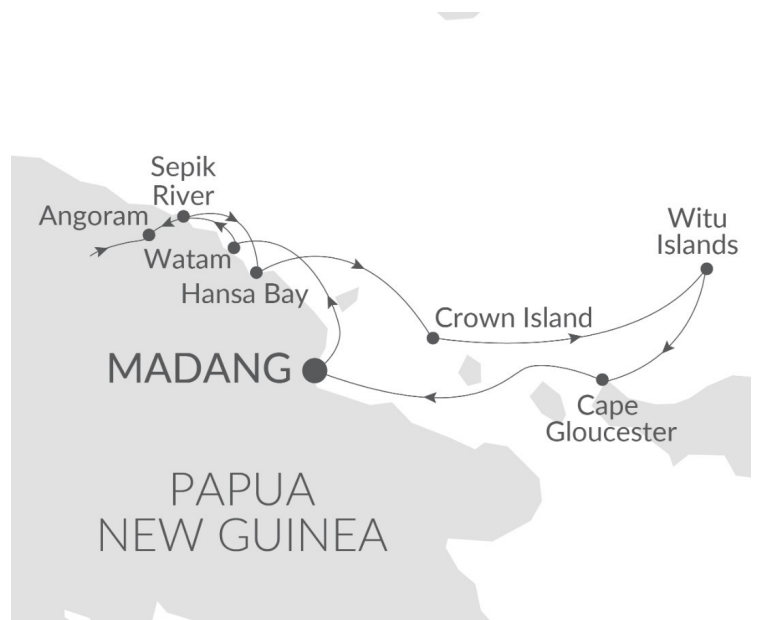 Sepik
River
Angoram
Watam
Hansa Bay
Witu
Islands
Crown Island
MADANG
Cape
Gloucester
PAPUA
NEW GUINEA